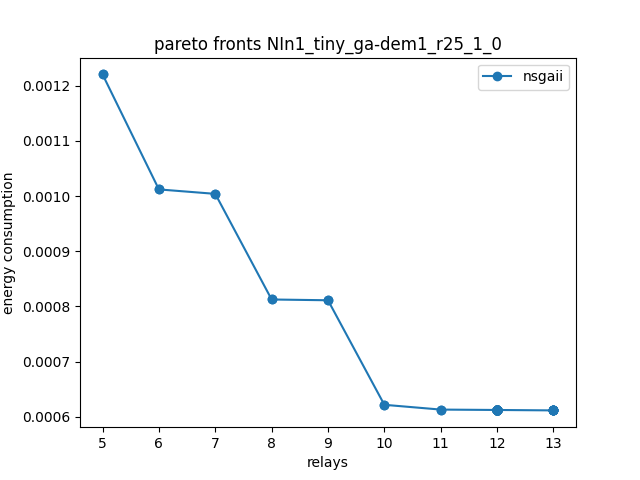 pareto fronts NIn1_tiny_ga-dem1_r25_1_0
nsgaii
energy consumption
0.0012
0.0011
0.0010
0.0009
0.0008
0.0007
0.0006
5 6 7 8 9 10 11 12 13
relays